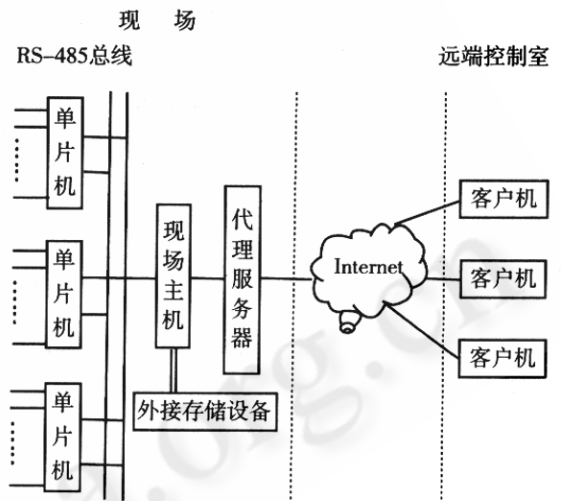 现 场
RS-485总线
远端控制室
单片机
单片机
单片机
现场主机
代理服务器
外接存储设备
Internet
客户机
客户机
客户机